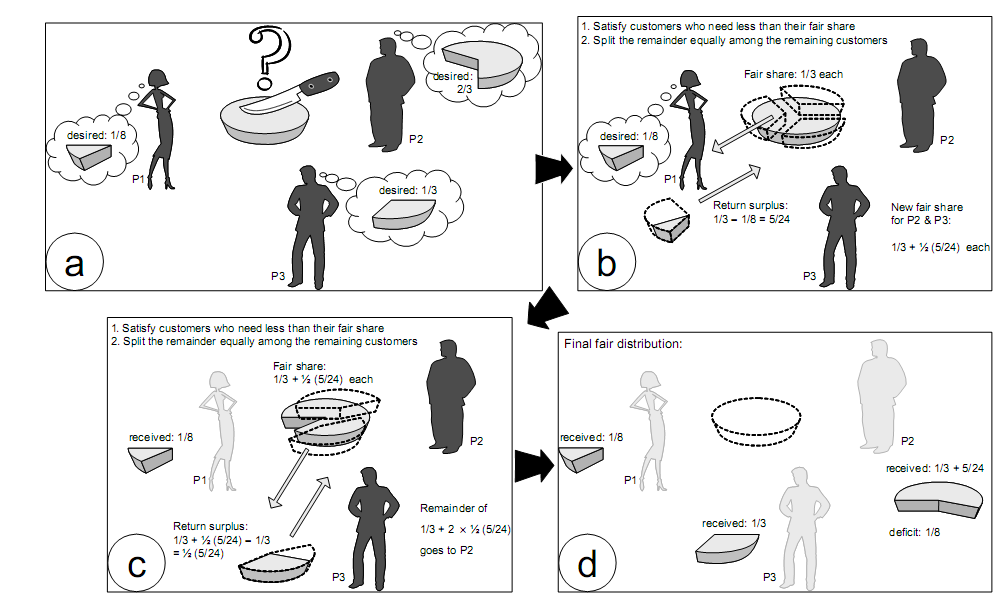 desired: 1/8
P1
desired:
2/3
P2
desired: 1/3
P3
a
1. Satisfy customers who need less than their fair share
2. Split the remainder equally among the remaining customers
Fair share: 1/3 each
desired: 1/8
P1
P2
Return surplus:
1/3 – 1/8 = 5/24
New fair share
for P2 & P3:
1/3 + ½ (5/24) each
P3
b
1. Satisfy customers who need less than their fair share
2. Split the remainder equally among the remaining customers
Fair share:
1/3 + ½ (5/24) each
received: 1/8
P1
P2
Return surplus:
1/3 + ½ (5/24) – 1/3
= ½ (5/24)
Remainder of
1/3 + 2 × ½ (5/24)
goes to P2
P3
c
Final fair distribution:
received: 1/8
P1
P2
received: 1/3 + 5/24
deficit: 1/8
received: 1/3
P3
d